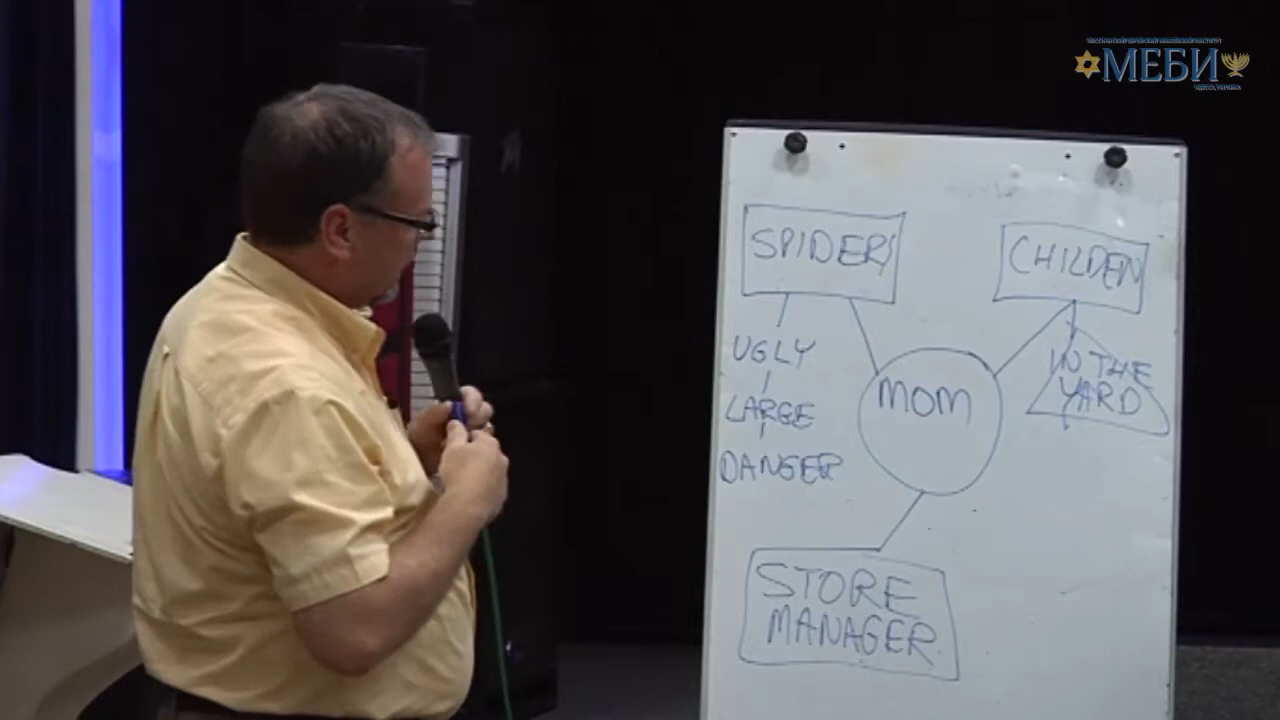 МЕБИ
SPIDERS
CHILDEN
UGLY
LARGE
DANGER
MOM
IN THE
YARD
STORE
MANAGER